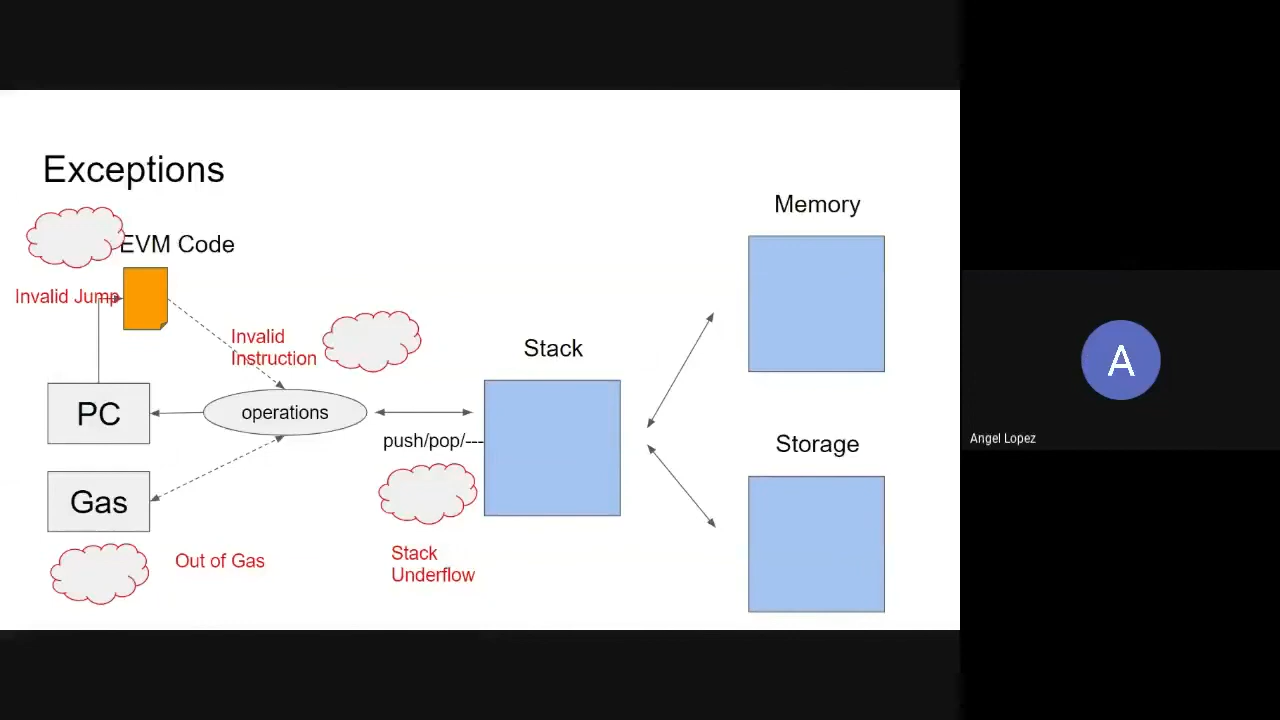 Exceptions
Memory
EVM Code
Invalid Jump
Invalid
Instruction
Stack
PC
operations
push/pop/---
Storage
Gas
Out of Gas
Stack
Underflow
A
Angel Lopez